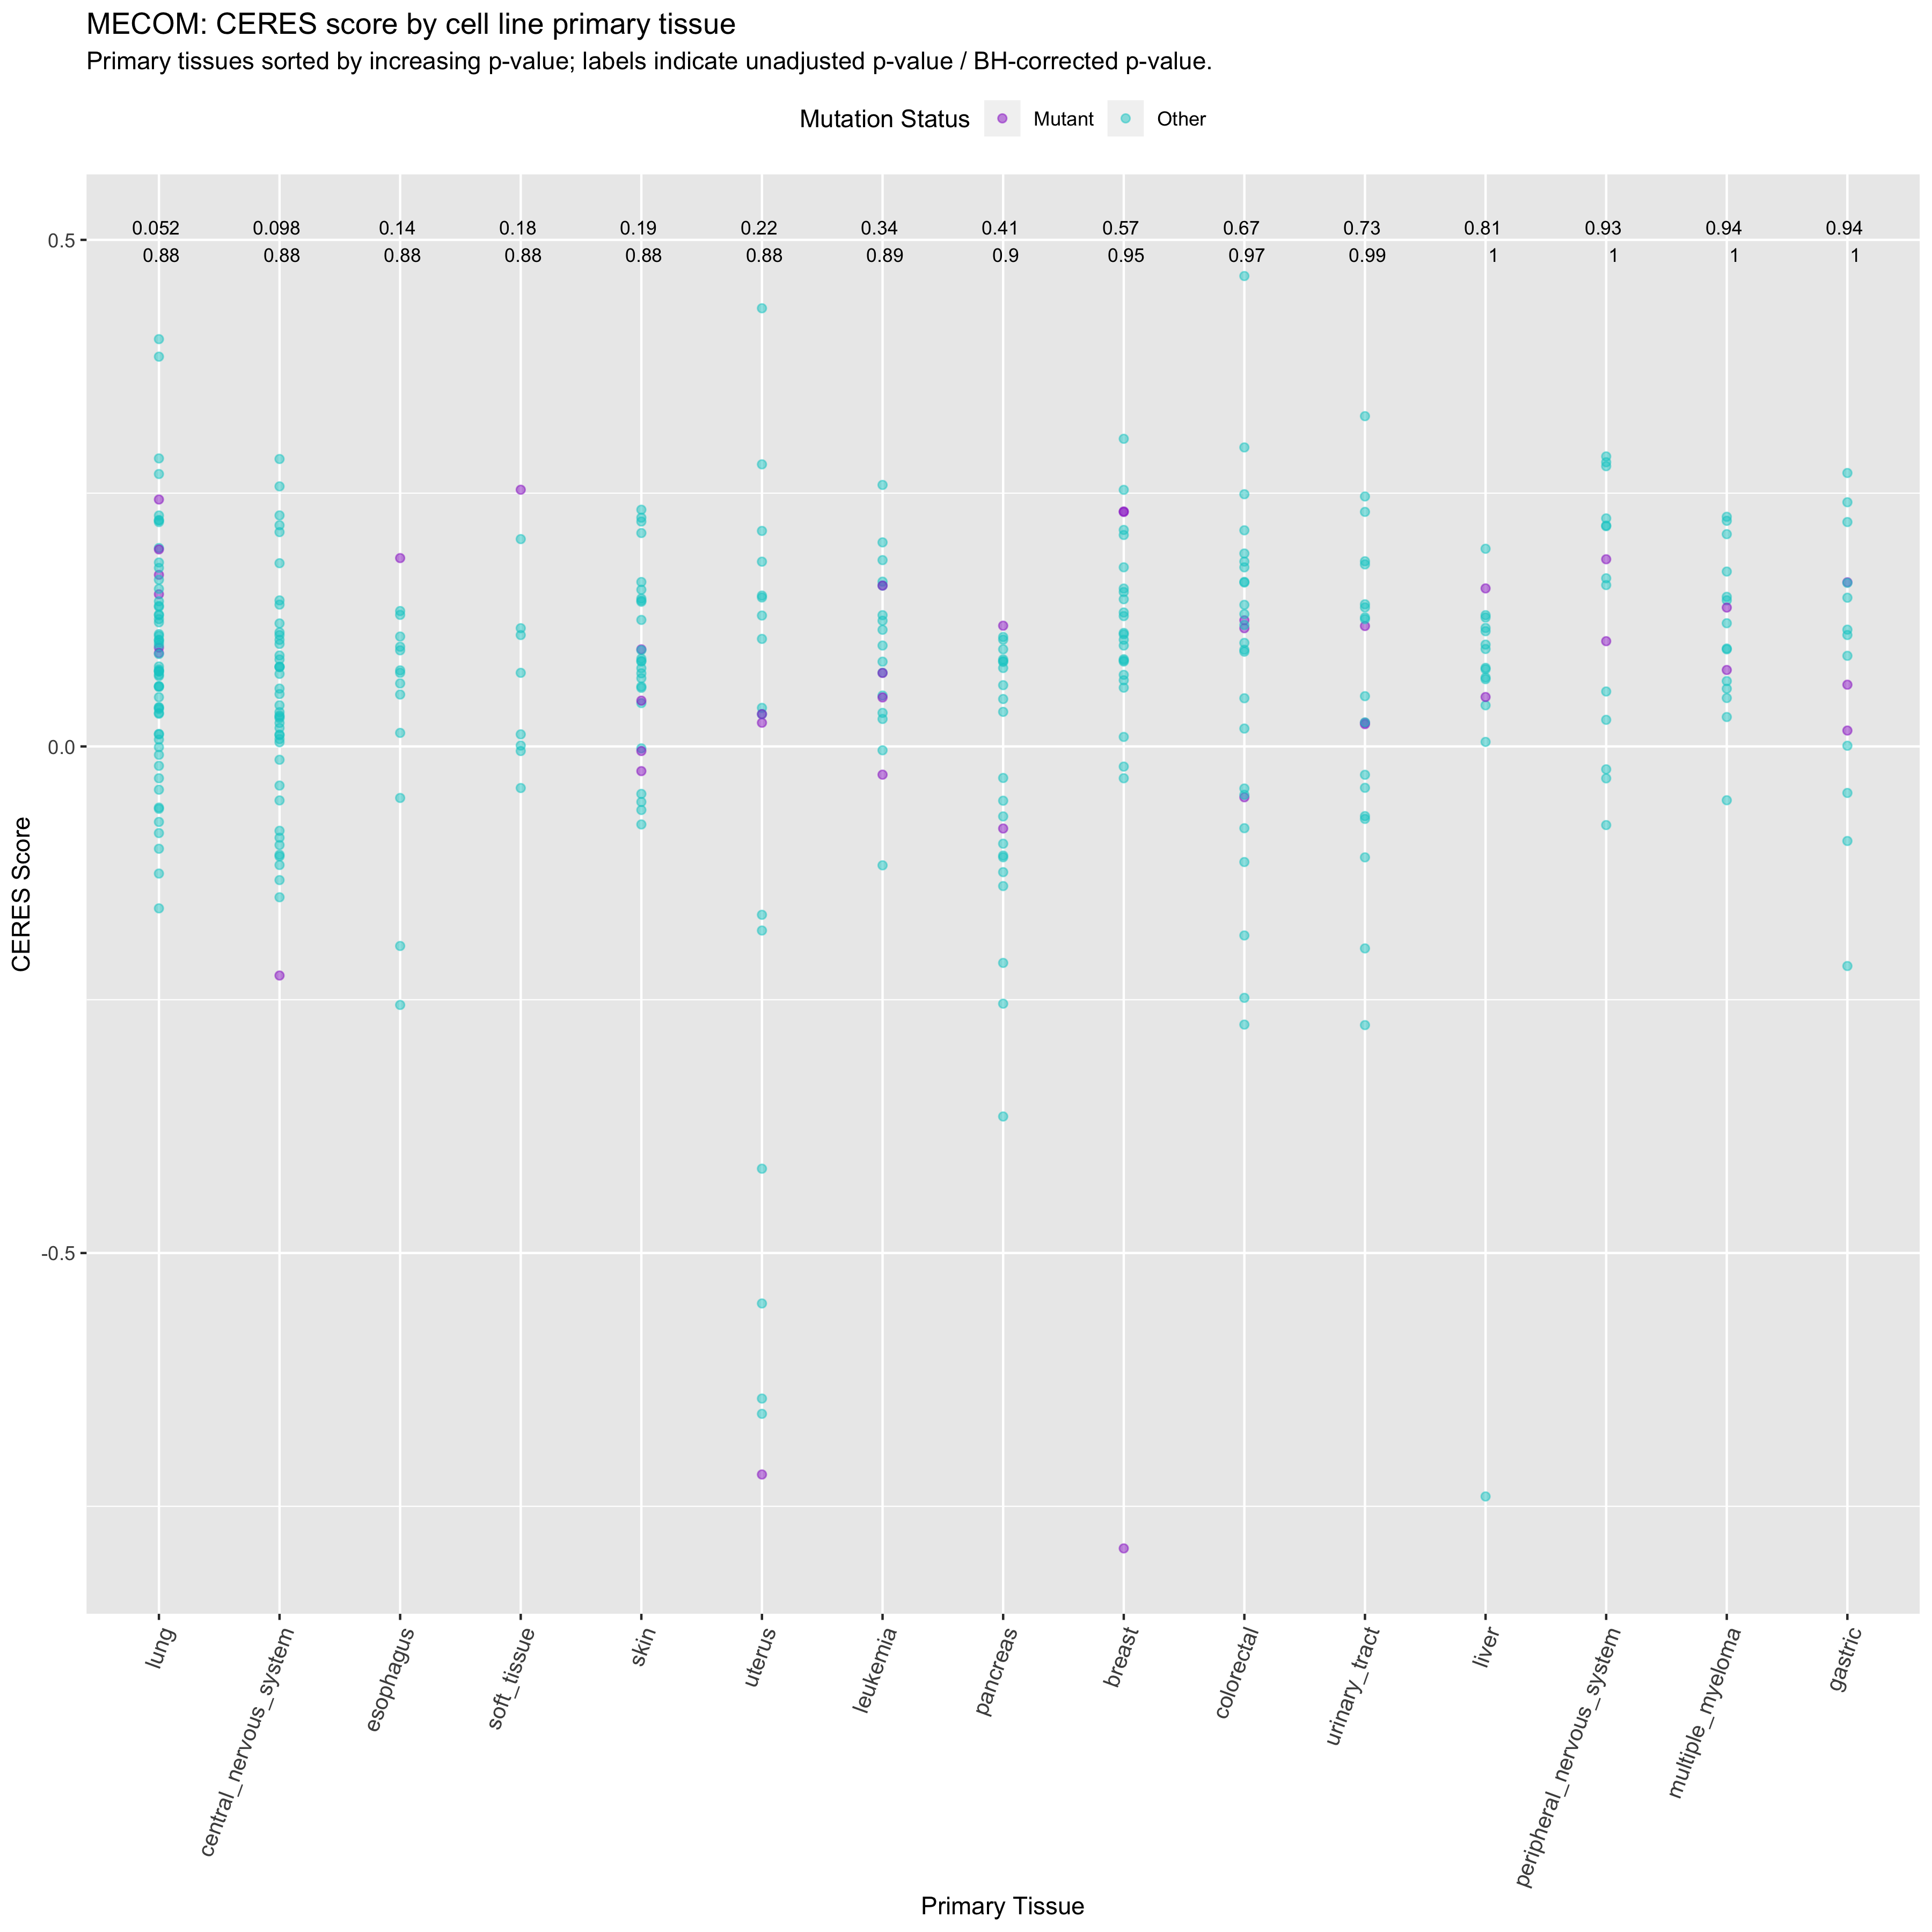 MECOM: CERES score by cell line primary tissue
Primary tissues sorted by increasing p-value; labels indicate unadjusted p-value / BH-corrected p-value.
Mutation Status Mutant Other
0.052 0.098 0.14 0.18 0.19 0.22 0.34 0.41 0.57 0.67 0.73 0.81 0.93 0.94 0.94
0.88 0.88 0.88 0.88 0.88 0.88 0.89 0.9 0.95 0.97 0.99 1 1 1 1
0.5
0.0
-0.5
CERES Score
lung
central_nervous_system
esophagus
soft_tissue
skin
uterus
leukemia
pancreas
breast
colorectal
urinary_tract
liver
peripheral_nervous_system
multiple_myeloma
gastric
Primary Tissue